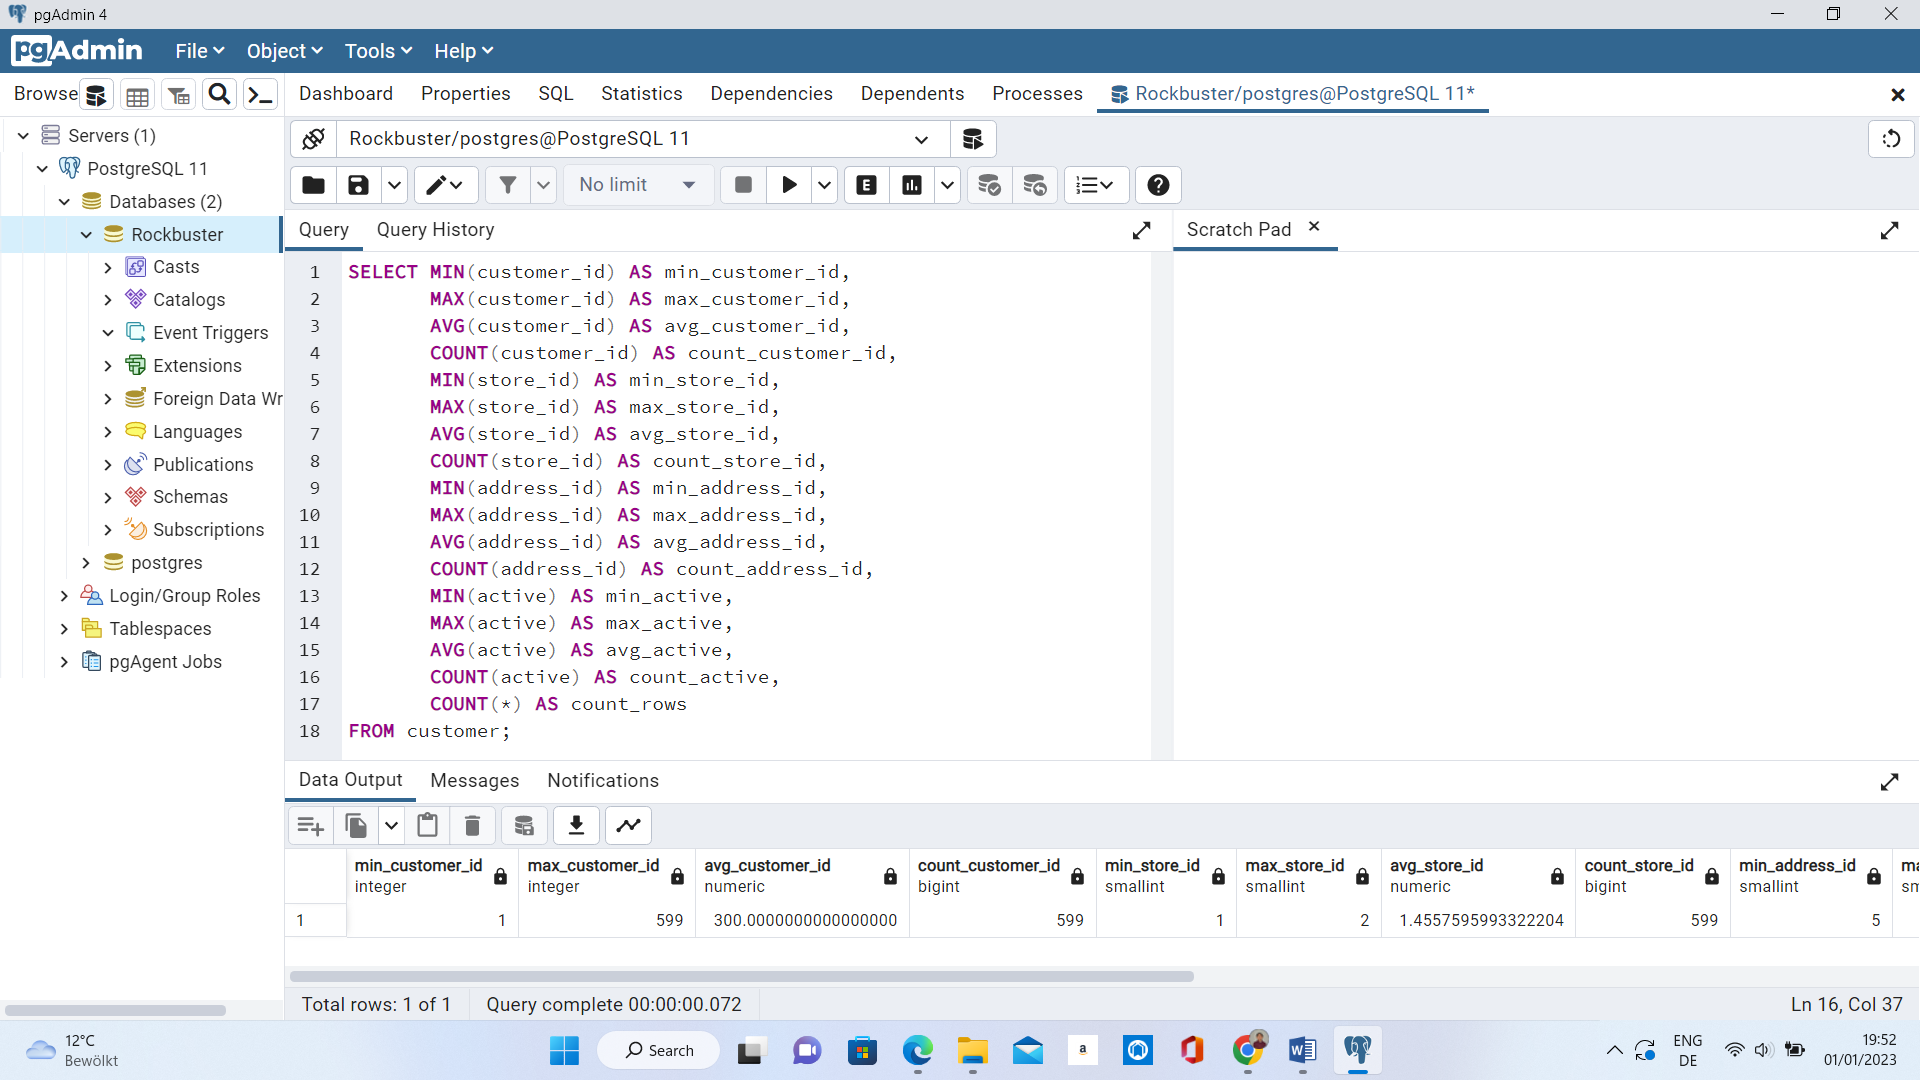 pgAdmin 4
pgAdmin File Object Tools Help
Browse Dashboard Properties SQL Statistics Dependencies Dependents Processes Rockbuster/postgres@PostgreSQL 11*
Servers (1)
PostgreSQL 11
Databases (2)
Rockbuster
Casts
Catalogs
Event Triggers
Extensions
Foreign Data Wr
Languages
Publications
Schemas
Subscriptions
postgres
Login/Group Roles
Tablespaces
pgAgent Jobs
Rockbuster/postgres@PostgreSQL 11
No limit
E
Query Query History
Scratch Pad
1 SELECT MIN(customer_id) AS min_customer_id,
2 MAX(customer_id) AS max_customer_id,
3 AVG(customer_id) AS avg_customer_id,
4 COUNT(customer_id) AS count_customer_id,
5 MIN(store_id) AS min_store_id,
6 MAX(store_id) AS max_store_id,
7 AVG(store_id) AS avg_store_id,
8 COUNT(store_id) AS count_store_id,
9 MIN(address_id) AS min_address_id,
10 MAX(address_id) AS max_address_id,
11 AVG(address_id) AS avg_address_id,
12 COUNT(address_id) AS count_address_id,
13 MIN(active) AS min_active,
14 MAX(active) AS max_active,
15 AVG(active) AS avg_active,
16 COUNT(active) AS count_active,
17 COUNT(*) AS count_rows
18 FROM customer;
Data Output Messages Notifications
min_customer_id max_customer_id avg_customer_id count_customer_id min_store_id max_store_id avg_store_id count_store_id min_address_id ma
integer integer numeric bigint smallint smallint numeric bigint smallint sm
1 1 599 300.0000000000000000 599 1 2 1.4557595993322204 599 5
Total rows: 1 of 1 Query complete 00:00:00.072 Ln 16, Col 37
12°C
Bewölkt
Search
a
W
ENG
DE
19:52
01/01/2023